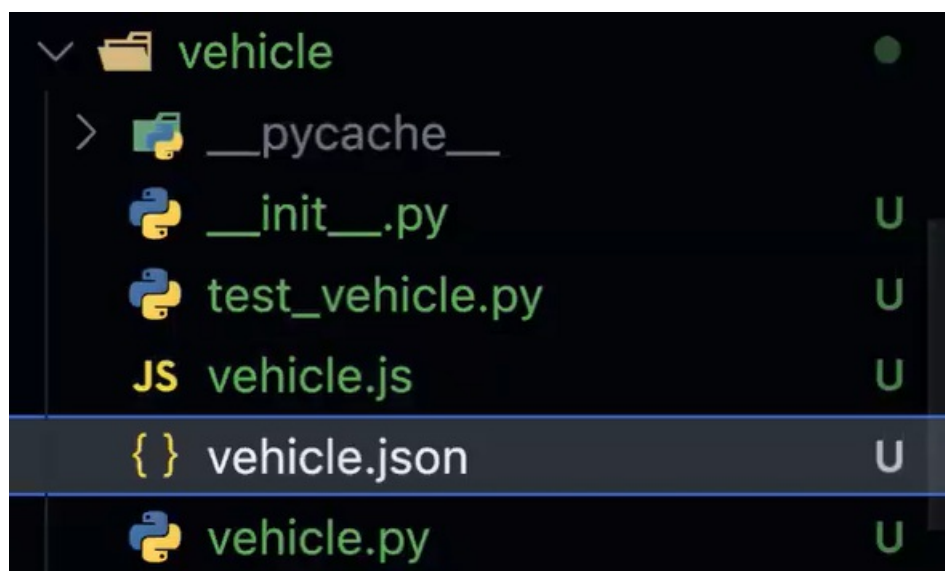 vehicle
__pycache__
__init__.py U
test_vehicle.py U
JS vehicle.js U
{ } vehicle.json U
vehicle.py U